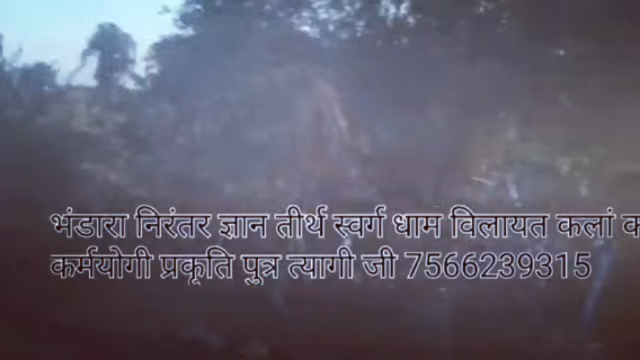 भंडारा निरंतर ज्ञान तीर्थ स्वर्ग धाम विलायत कलां
कर्मयोगी प्रकृति पुत्र त्यागी जी 7566239315